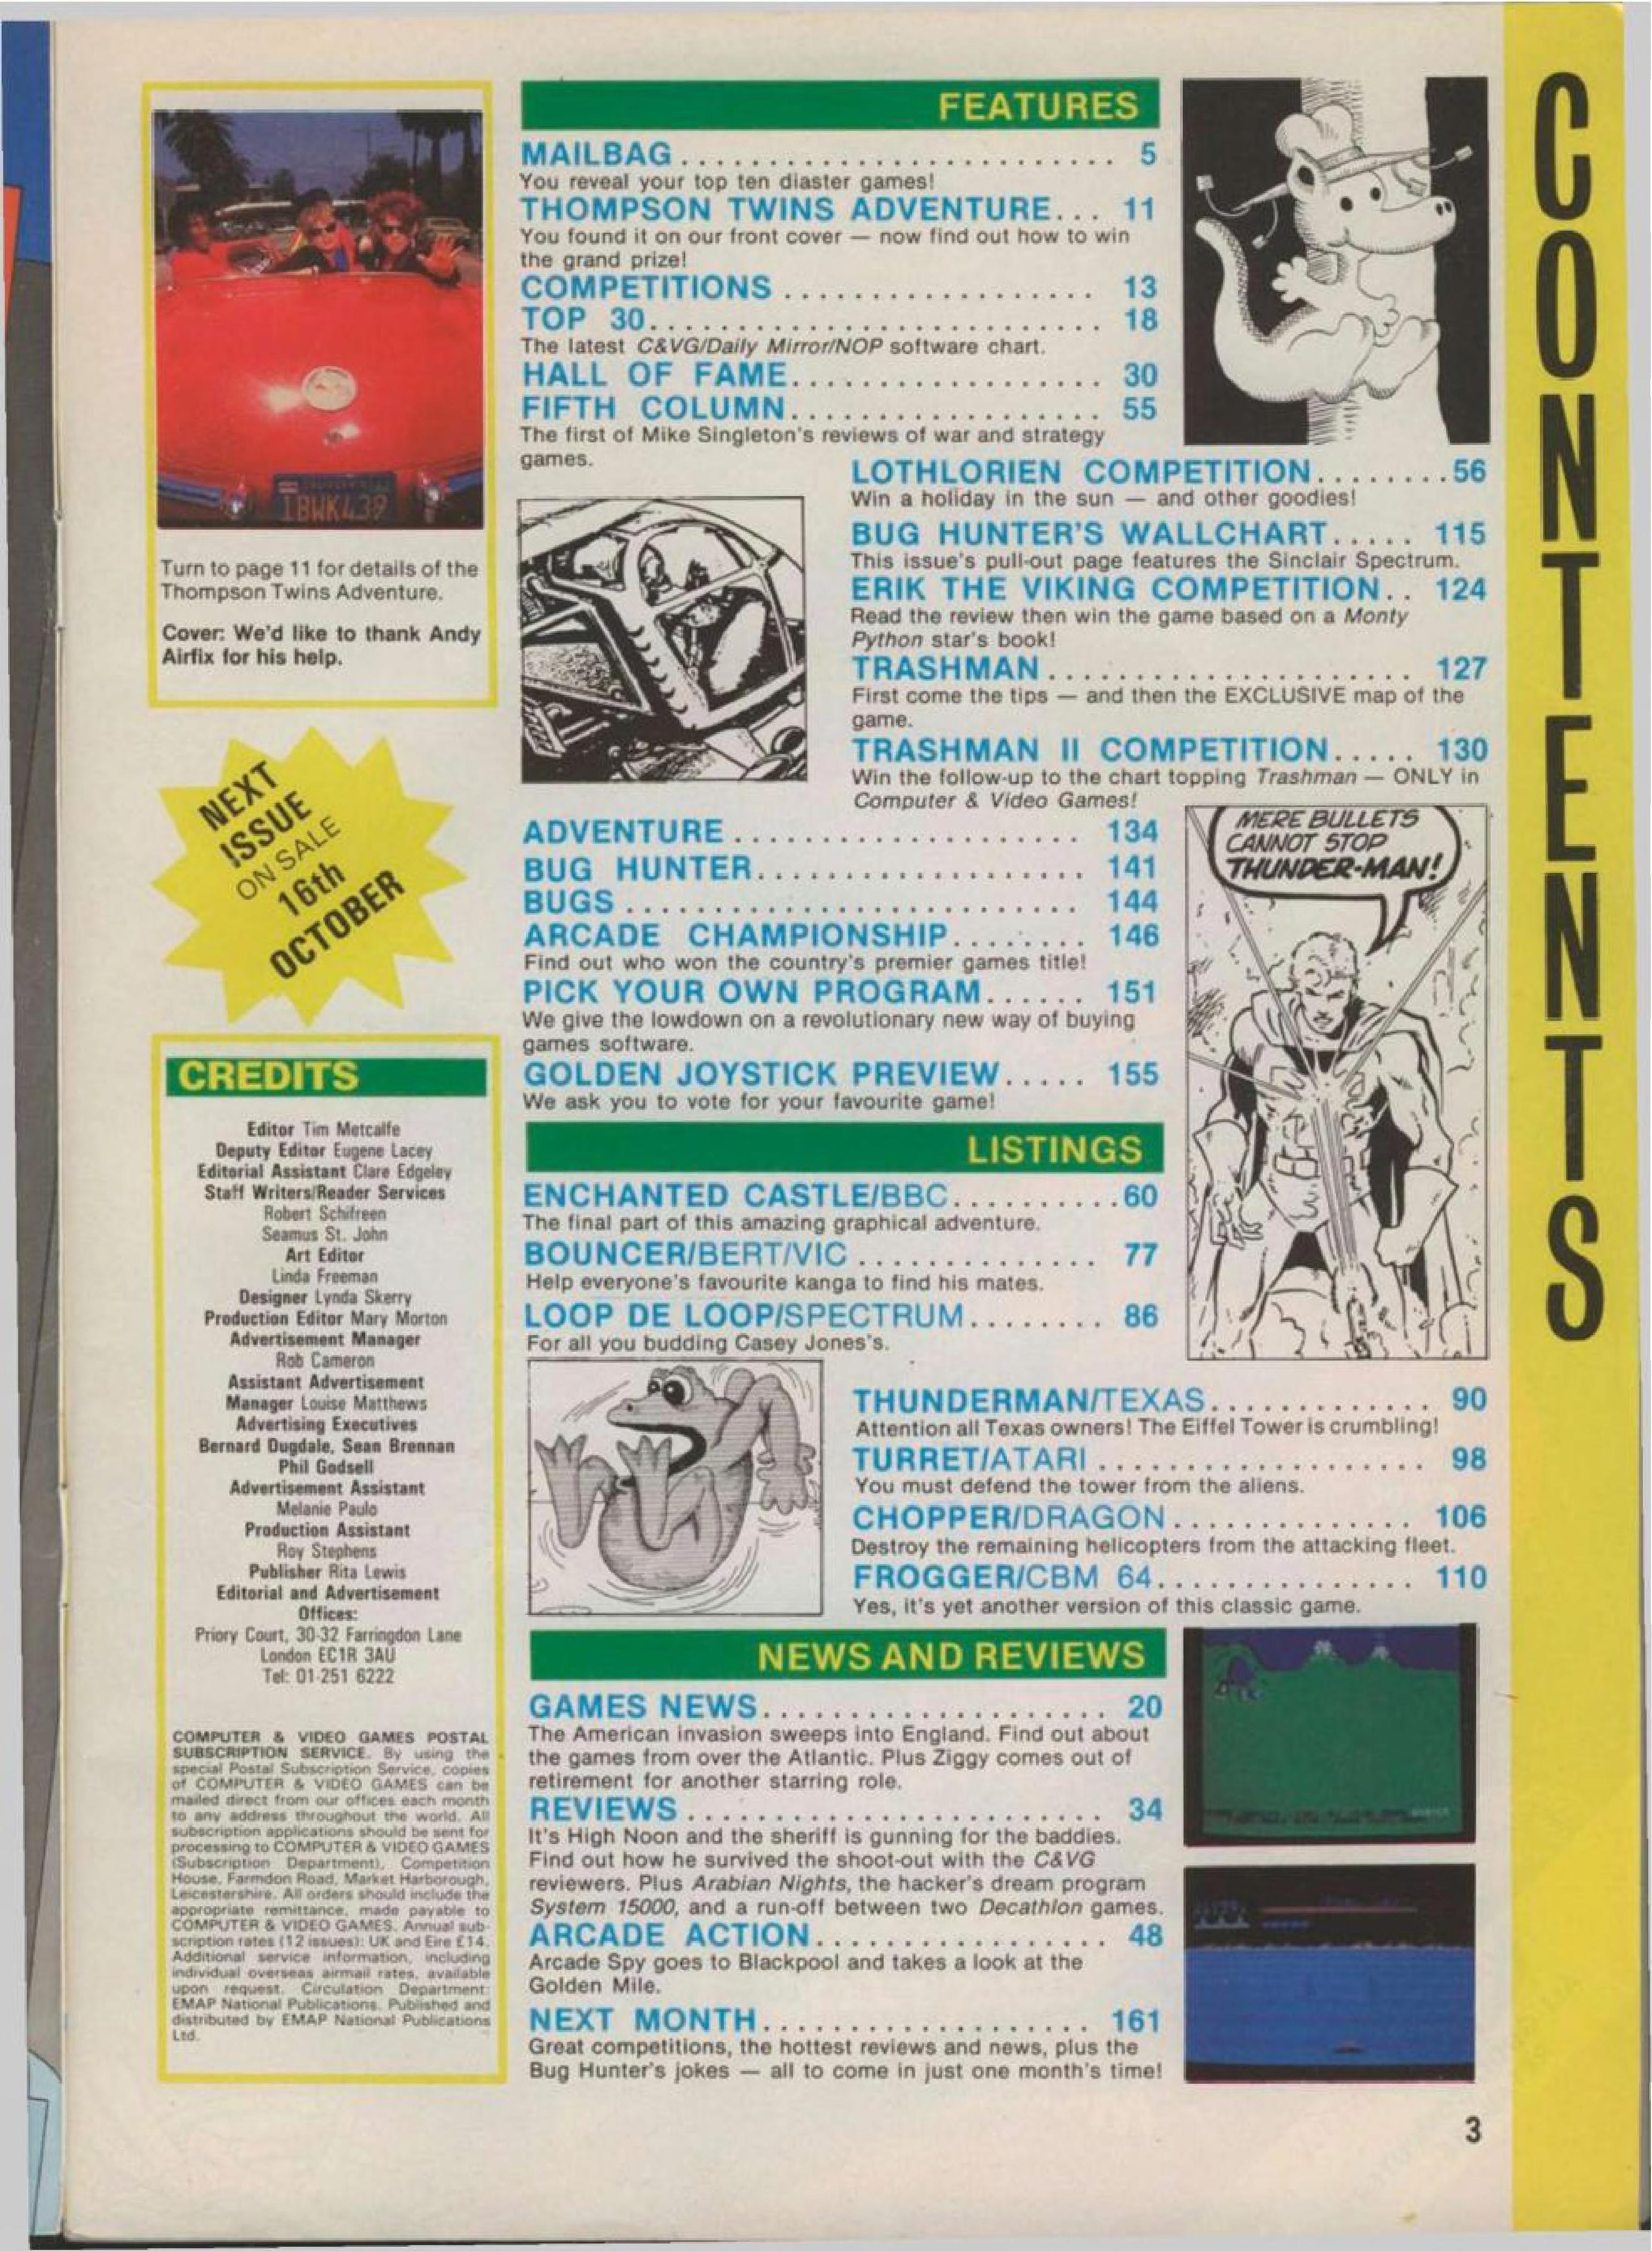 CONTENTS
IBWK439
Turn to page 11 for details of the
Thompson Twins Adventure.
Cover: We'd like to thank Andy
Airfix for his help.
NEXT
ISSUE
ON SALE
16th
OCTOBER
CREDITS
Editor Tim Metcalfe
Deputy Editor Eugene Lacey
Editorial Assistant Clare Edgeley
Staff Writers/Reader Services
Robert Schifreen
Seamus St. John
Art Editor
Linda Freeman
Designer Lynda Skerry
Production Editor Mary Morton
Advertisement Manager
Rob Cameron
Assistant Advertisement
Manager Louise Matthews
Advertising Executives
Bernard Dugdale, Sean Brennan
Phil Godsell
Advertisement Assistant
Melanie Paulo
Production Assistant
Roy Stephens
Publisher Rita Lewis
Editorial and Advertisement
Offices:
Priory Court, 30-32 Farringdon Lane
London EC1R 3AU
Tel: 01-251 6222
COMPUTER & VIDEO GAMES POSTAL
SUBSCRIPTION SERVICE. By using the
special Postal Subscription Service, copies
of COMPUTER & VIDEO GAMES can be
mailed direct from our offices each month
to any address throughout the world. All
subscription applications should be sent for
processing to COMPUTER & VIDEO GAMES
(Subscription Department), Competition
House, Farmdon Road, Market Harborough,
Leicestershire. All orders should include the
appropriate remittance, made payable to
COMPUTER & VIDEO GAMES. Annual sub-
scription rates (12 issues): UK and Eire £14.
Additional service information, including
individual overseas airmail rates, available
upon request. Circulation Department:
EMAP National Publications. Published and
distributed by EMAP National Publications
Ltd.
FEATURES
MAILBAG........................ 5
You reveal your top ten diaster games!
THOMPSON TWINS ADVENTURE... 11
You found it on our front cover — now find out how to win
the grand prize!
COMPETITIONS ................... 13
TOP 30.......................... 18
The latest C&VG/Daily Mirror/NOP software chart.
HALL OF FAME.................. 30
FIFTH COLUMN.................. 55
The first of Mike Singleton's reviews of war and strategy
games.
LOTHLORIEN COMPETITION........56
Win a holiday in the sun — and other goodies!
BUG HUNTER'S WALLCHART..... 115
This issue's pull-out page features the Sinclair Spectrum.
ERIK THE VIKING COMPETITION.. 124
Read the review then win the game based on a Monty
Python star's book!
TRASHMAN...................... 127
First come the tips — and then the EXCLUSIVE map of the
game.
TRASHMAN II COMPETITION..... 130
Win the follow-up to the chart topping Trashman — ONLY in
Computer & Video Games!
ADVENTURE.................... 134
BUG HUNTER................... 141
BUGS .......................... 144
ARCADE CHAMPIONSHIP........ 146
Find out who won the country's premier games title!
PICK YOUR OWN PROGRAM...... 151
We give the lowdown on a revolutionary new way of buying
games software.
GOLDEN JOYSTICK PREVIEW..... 155
We ask you to vote for your favourite game!
MERE BULLETS
CANNOT STOP
THUNDER-MAN!
LISTINGS
ENCHANTED CASTLE/BBC..........60
The final part of this amazing graphical adventure.
BOUNCER/BERT/VIC .............. 77
Help everyone's favourite kanga to find his mates.
LOOP DE LOOP/SPECTRUM........ 86
For all you budding Casey Jones's.
THUNDERMAN/TEXAS............. 90
Attention all Texas owners! The Eiffel Tower is crumbling!
TURRET/ATARI ................... 98
You must defend the tower from the aliens.
CHOPPER/DRAGON .............. 106
Destroy the remaining helicopters from the attacking fleet.
FROGGER/CBM 64............... 110
Yes, it's yet another version of this classic game.
NEWS AND REVIEWS
GAMES NEWS.................... 20
The American invasion sweeps into England. Find out about
the games from over the Atlantic. Plus Ziggy comes out of
retirement for another starring role.
REVIEWS ........................ 34
It's High Noon and the sheriff is gunning for the baddies.
Find out how he survived the shoot-out with the C&VG
reviewers. Plus Arabian Nights, the hacker's dream program
System 15000, and a run-off between two Decathlon games.
ARCADE ACTION................. 48
Arcade Spy goes to Blackpool and takes a look at the
Golden Mile.
NEXT MONTH................... 161
Great competitions, the hottest reviews and news, plus the
Bug Hunter's jokes — all to come in just one month's time!
3